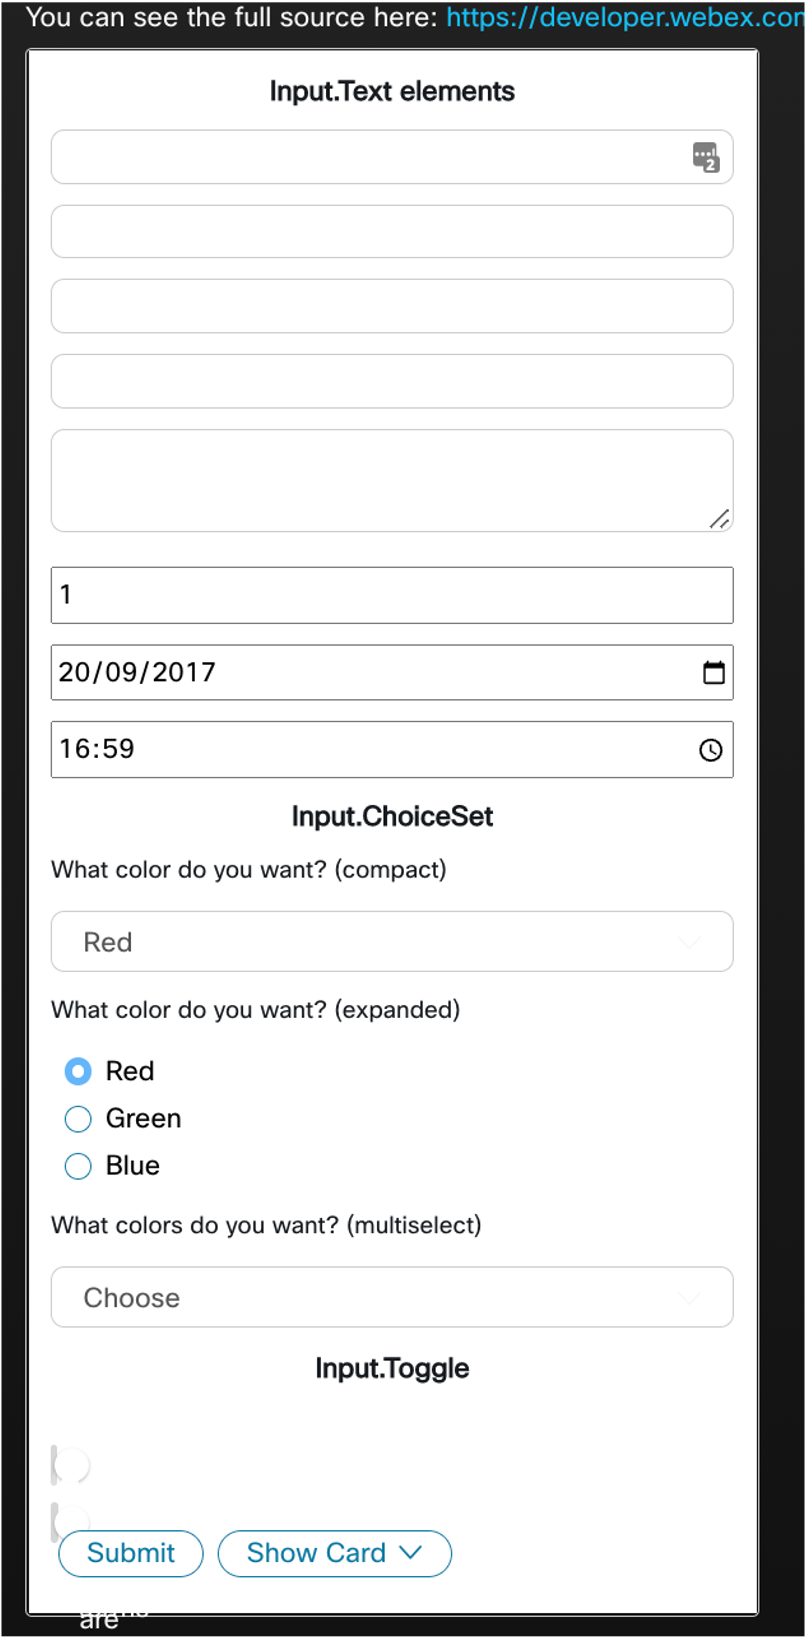 You can see the full source here: https://developer.webex.com
Input.Text elements
2
1
20/09/2017
16:59
Input.ChoiceSet
What color do you want? (compact)
Red
What color do you want? (expanded)
Red
Green
Blue
What colors do you want? (multiselect)
Choose
Input.Toggle
Submit Show Card
are